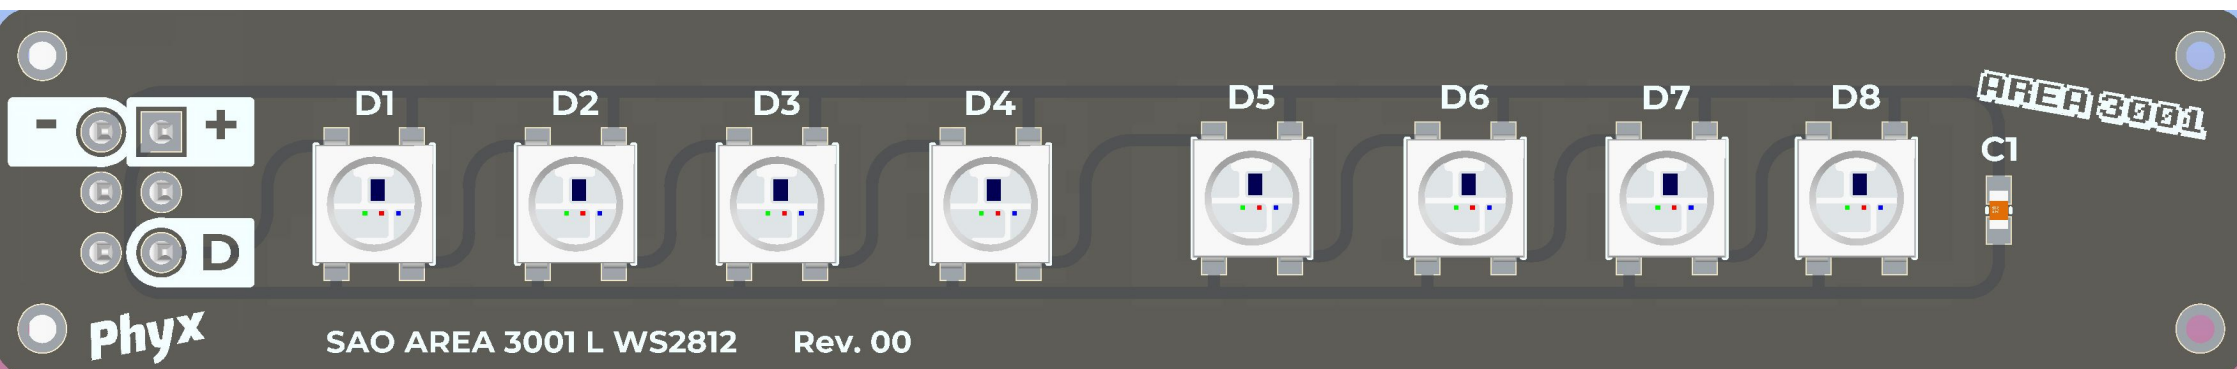 D1 D2 D3 D4 D5 D6 D7 D8
AREA 3001
- +
C1
D
Phyx
SAO AREA 3001 L WS2812 Rev. 00